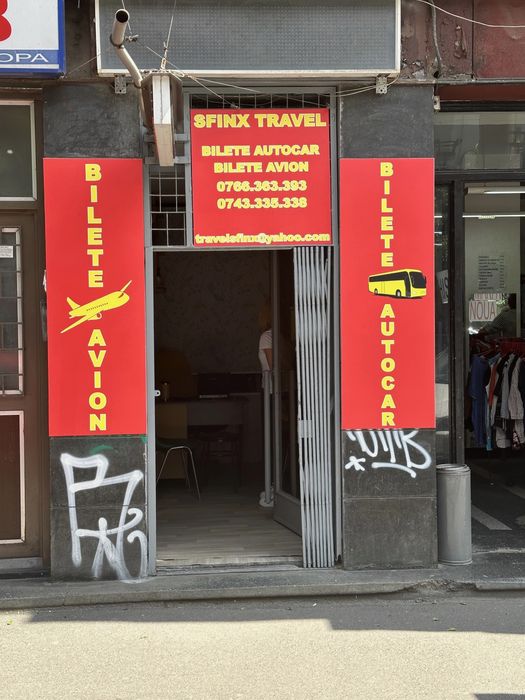 OPA
SFINX TRAVEL
BILETE AUTOCAR
BILETE AVION
0766.363.393
0743.335.338
travelsfinx@yahoo.com
BILETE AVION
BILETE AUTOCAR
NOUA